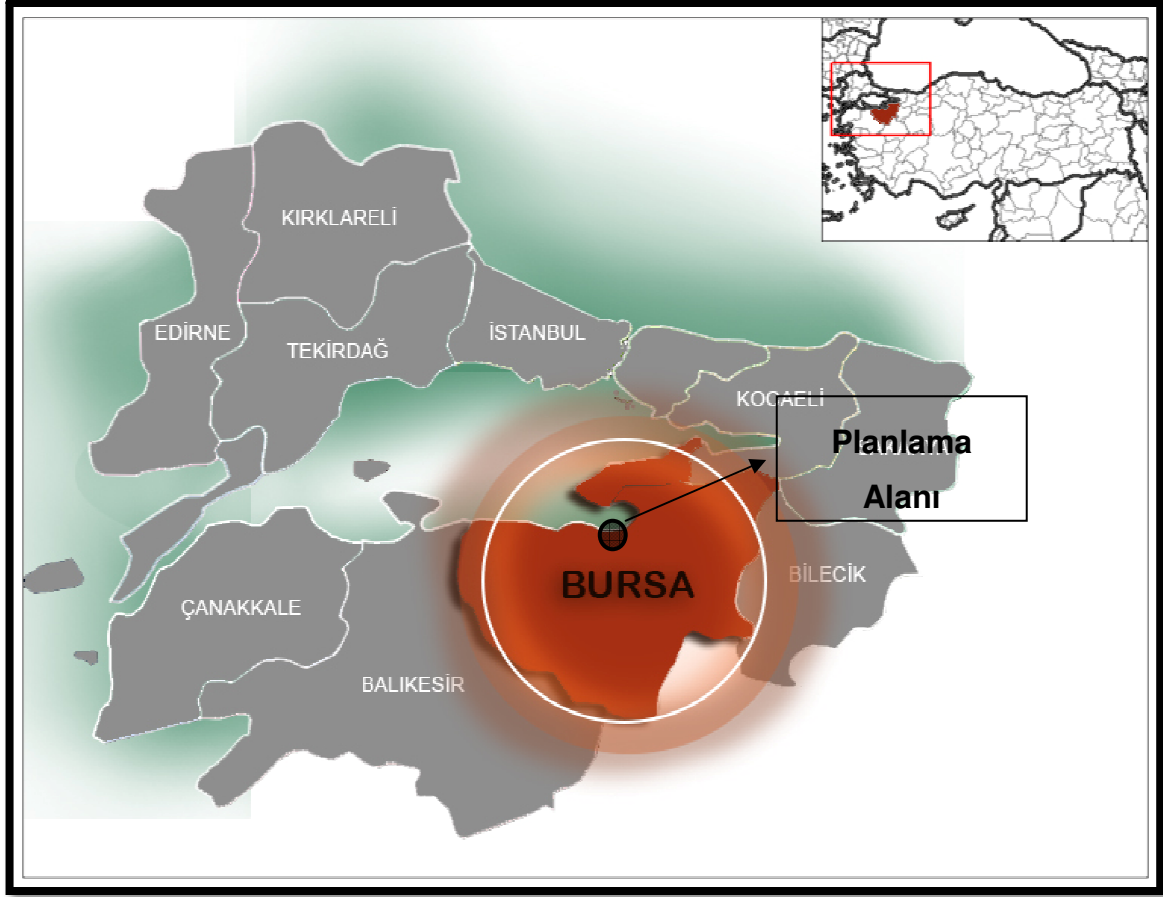 KIRKLARELİ
EDİRNE
TEKİRDAĞ
İSTANBUL
KOCAELİ
Planlama
Alanı
BURSA
BİLECİK
ÇANAKKALE
BALIKESİR